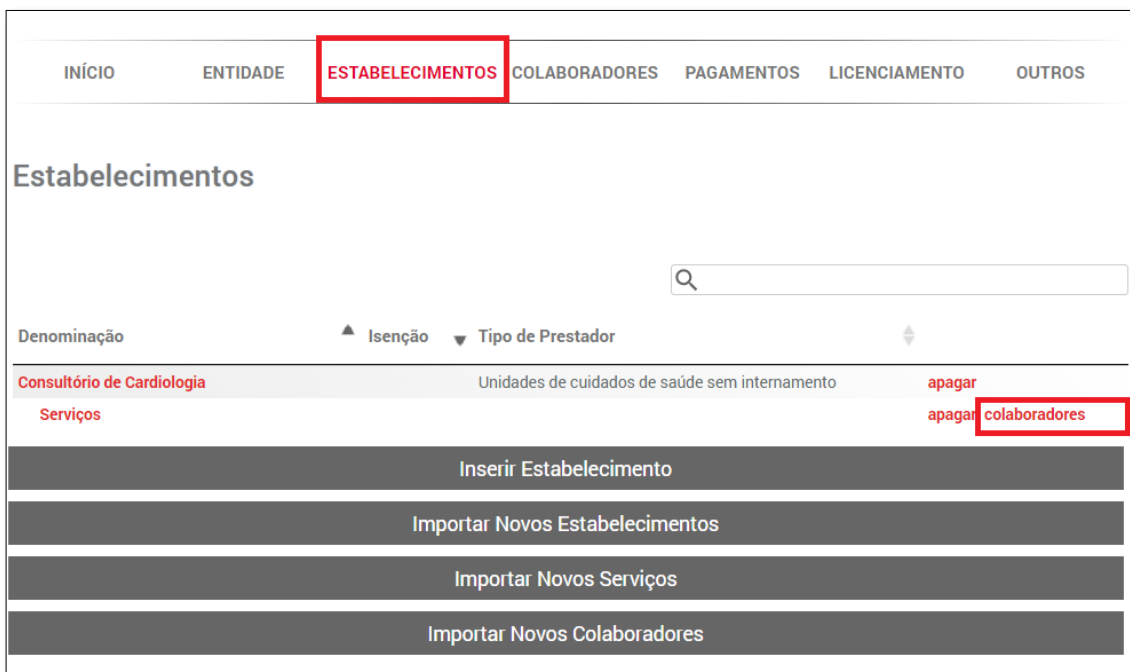 INÍCIO ENTIDADE ESTABELECIMENTOS COLABORADORES PAGAMENTOS LICENCIAMENTO OUTROS
Estabelecimentos
Denominação Isenção Tipo de Prestador
Consultório de Cardiologia Unidades de cuidados de saúde sem internamento apagar
Serviços apagar colaboradores
Inserir Estabelecimento
Importar Novos Estabelecimentos
Importar Novos Serviços
Importar Novos Colaboradores